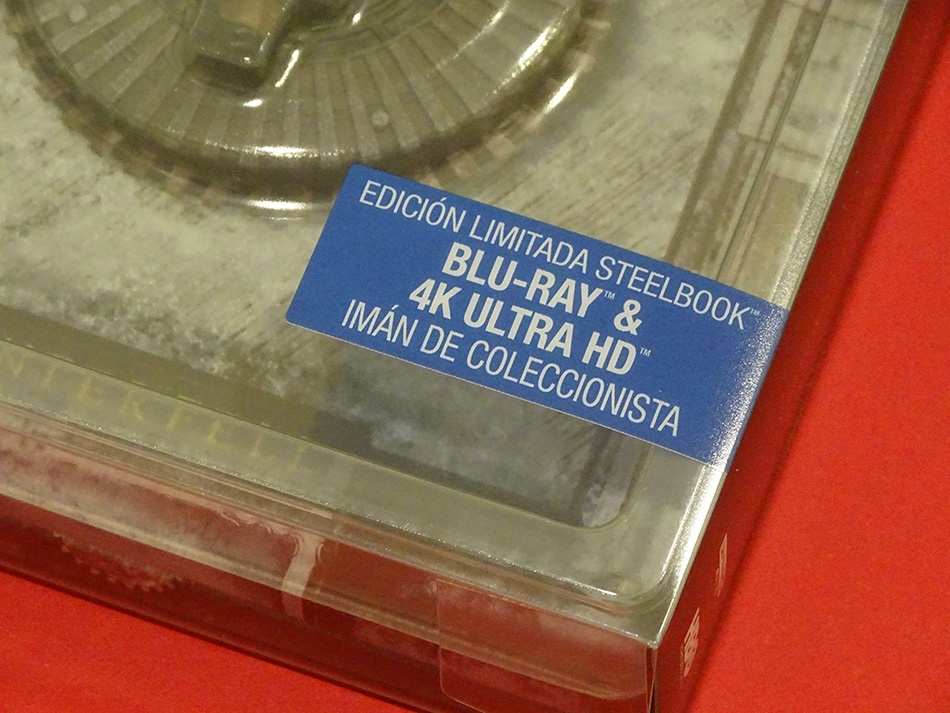 EDICIÓN LIMITADA STEELBOOK™
BLU-RAY™ &
4K ULTRA HD™
IMÁN DE COLECCIONISTA